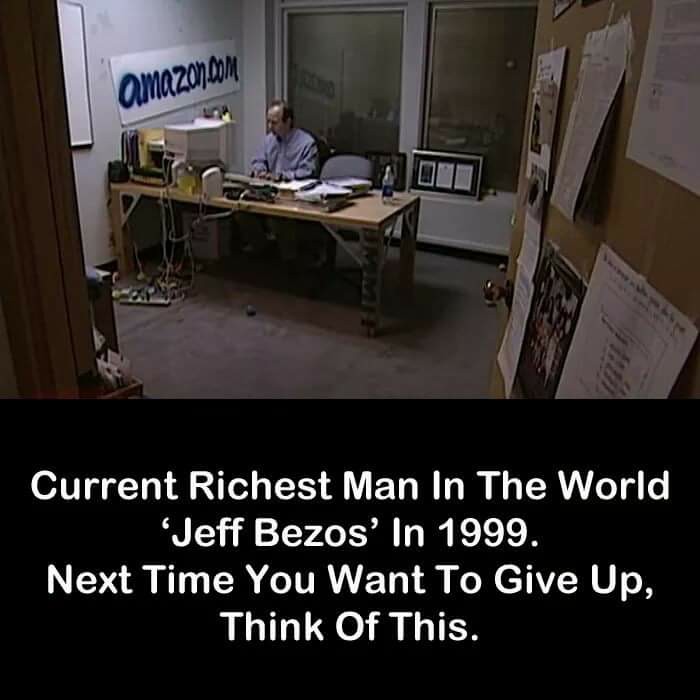 amazon.com
Current Richest Man In The World
‘Jeff Bezos’ In 1999.
Next Time You Want To Give Up,
Think Of This.